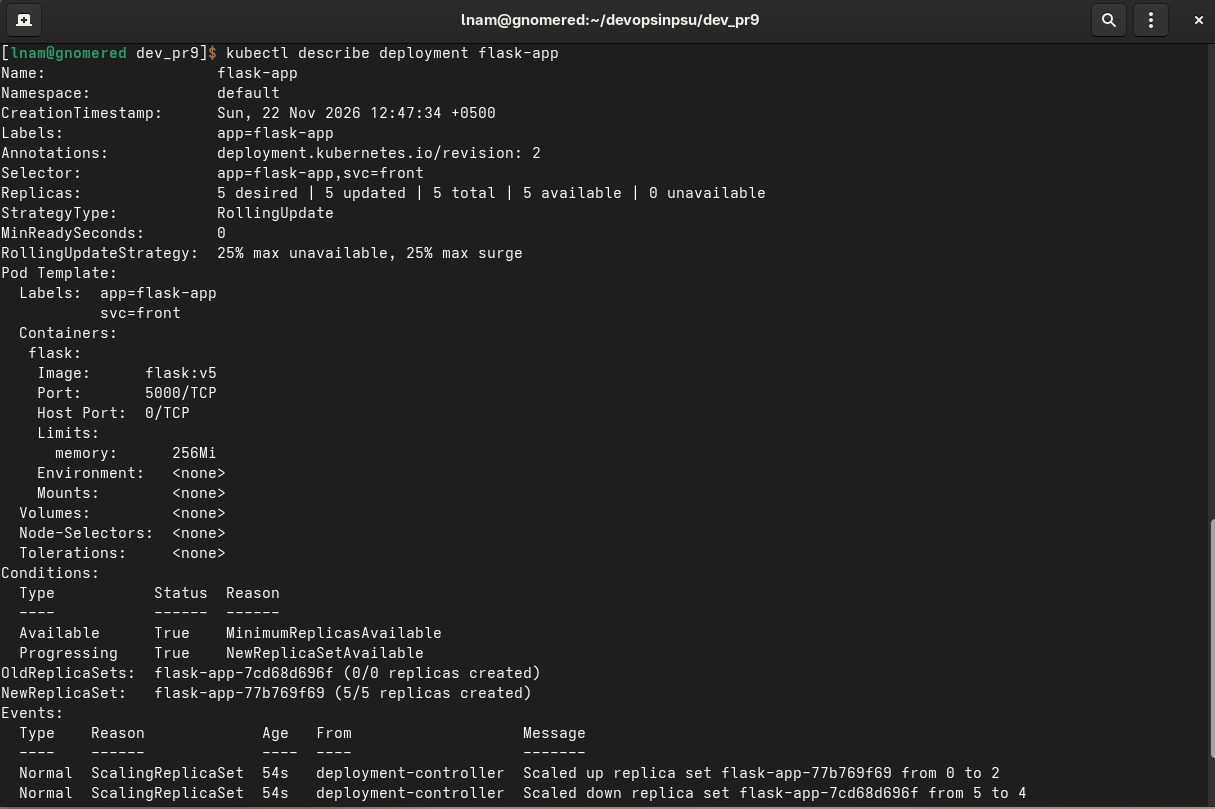 lnam@gnomered:~/devopsinpsu/dev_pr9
[lnam@gnomered dev_pr9]$ kubectl describe deployment flask-app
Name:                   flask-app
Namespace:              default
CreationTimestamp:      Sun, 22 Nov 2026 12:47:34 +0500
Labels:                 app=flask-app
Annotations:            deployment.kubernetes.io/revision: 2
Selector:               app=flask-app,svc=front
Replicas:               5 desired | 5 updated | 5 total | 5 available | 0 unavailable
StrategyType:           RollingUpdate
MinReadySeconds:        0
RollingUpdateStrategy:  25% max unavailable, 25% max surge
Pod Template:
  Labels:  app=flask-app
           svc=front
  Containers:
   flask:
    Image:      flask:v5
    Port:       5000/TCP
    Host Port:  0/TCP
    Limits:
      memory:      256Mi
    Environment:   <none>
    Mounts:        <none>
  Volumes:         <none>
  Node-Selectors:  <none>
  Tolerations:     <none>
Conditions:
  Type           Status  Reason
  ----           ------  ------
  Available      True    MinimumReplicasAvailable
  Progressing    True    NewReplicaSetAvailable
OldReplicaSets:  flask-app-7cd68d696f (0/0 replicas created)
NewReplicaSet:   flask-app-77b769f69 (5/5 replicas created)
Events:
  Type    Reason             Age   From                   Message
  ----    ------             ----  ----                   -------
  Normal  ScalingReplicaSet  54s   deployment-controller  Scaled up replica set flask-app-77b769f69 from 0 to 2
  Normal  ScalingReplicaSet  54s   deployment-controller  Scaled down replica set flask-app-7cd68d696f from 5 to 4